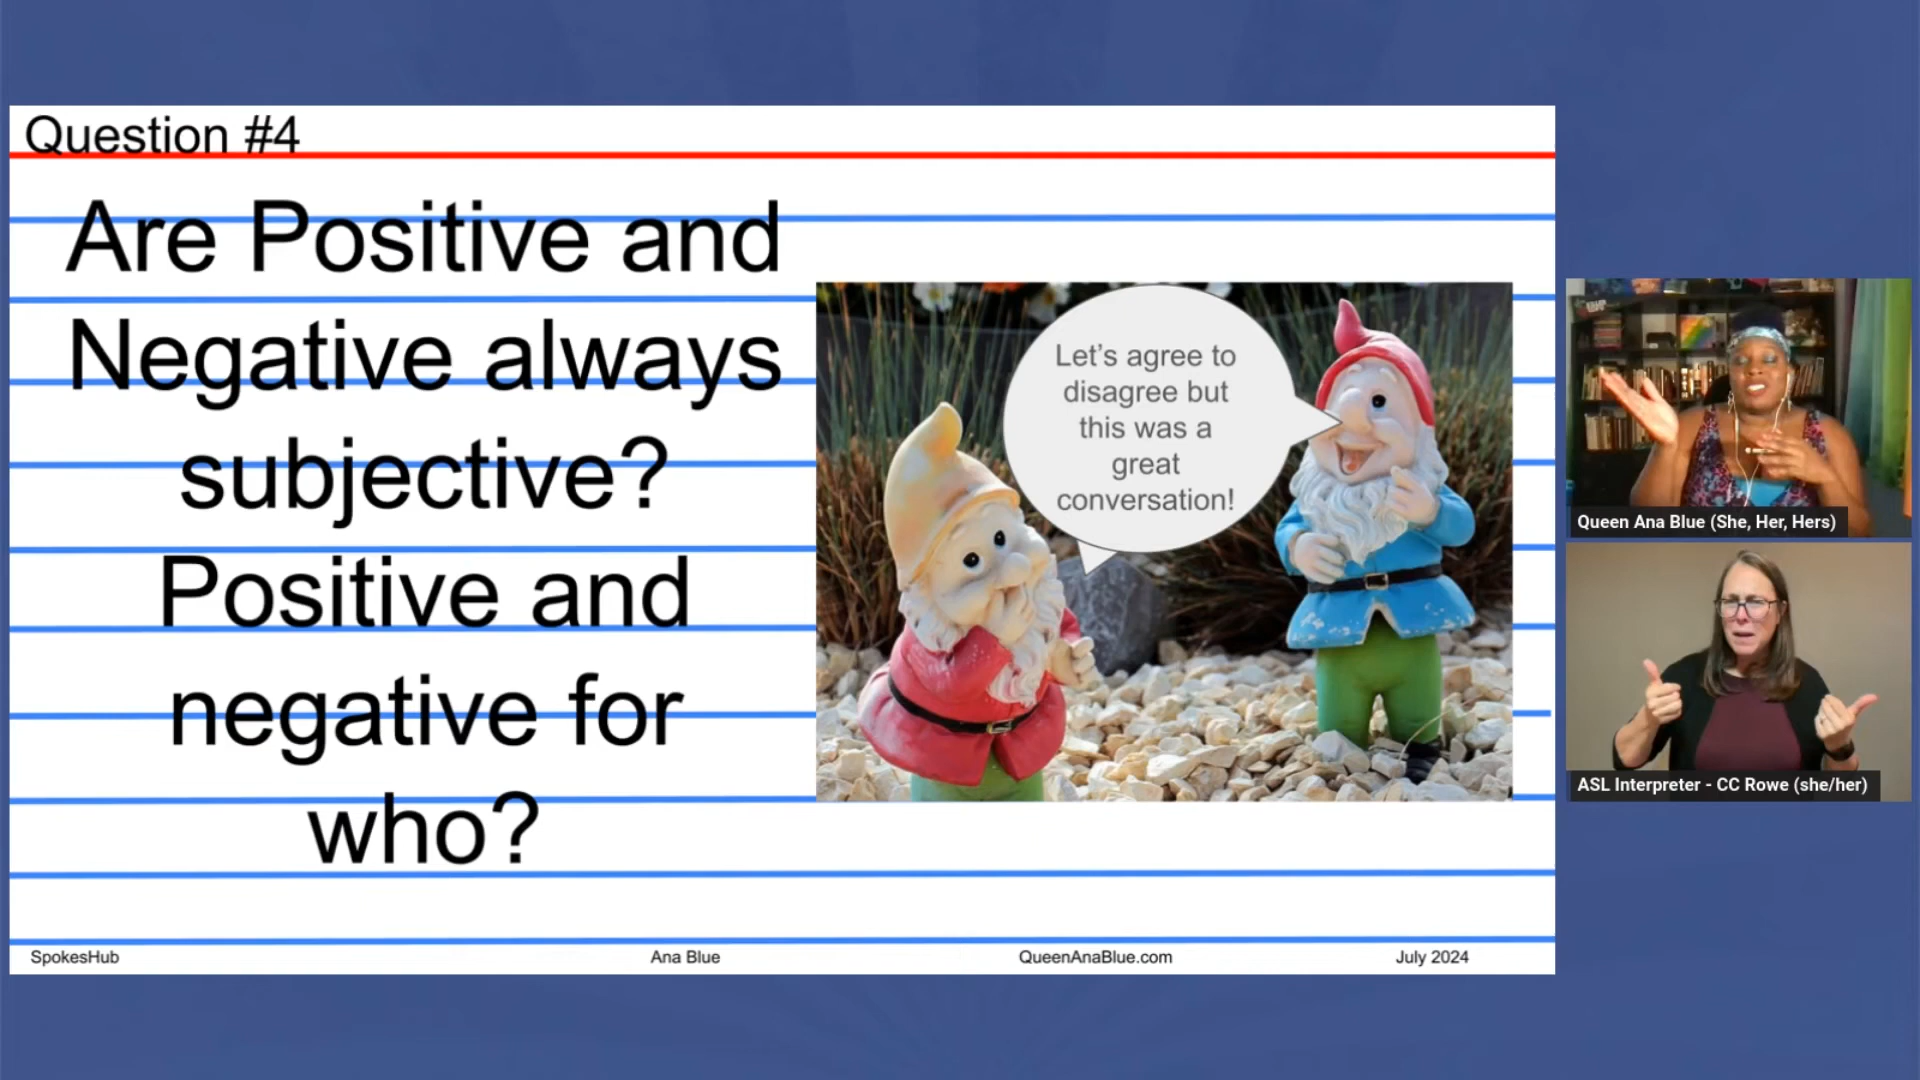 Question #4
Are Positive and
Negative always
subjective?
Positive and
negative for
who?
Let’s agree to
disagree but
this was a
great
conversation!
SpokesHub
Ana Blue
QueenAnaBlue.com
July 2024
Queen Ana Blue (She, Her, Hers)
ASL Interpreter - CC Rowe (she/her)